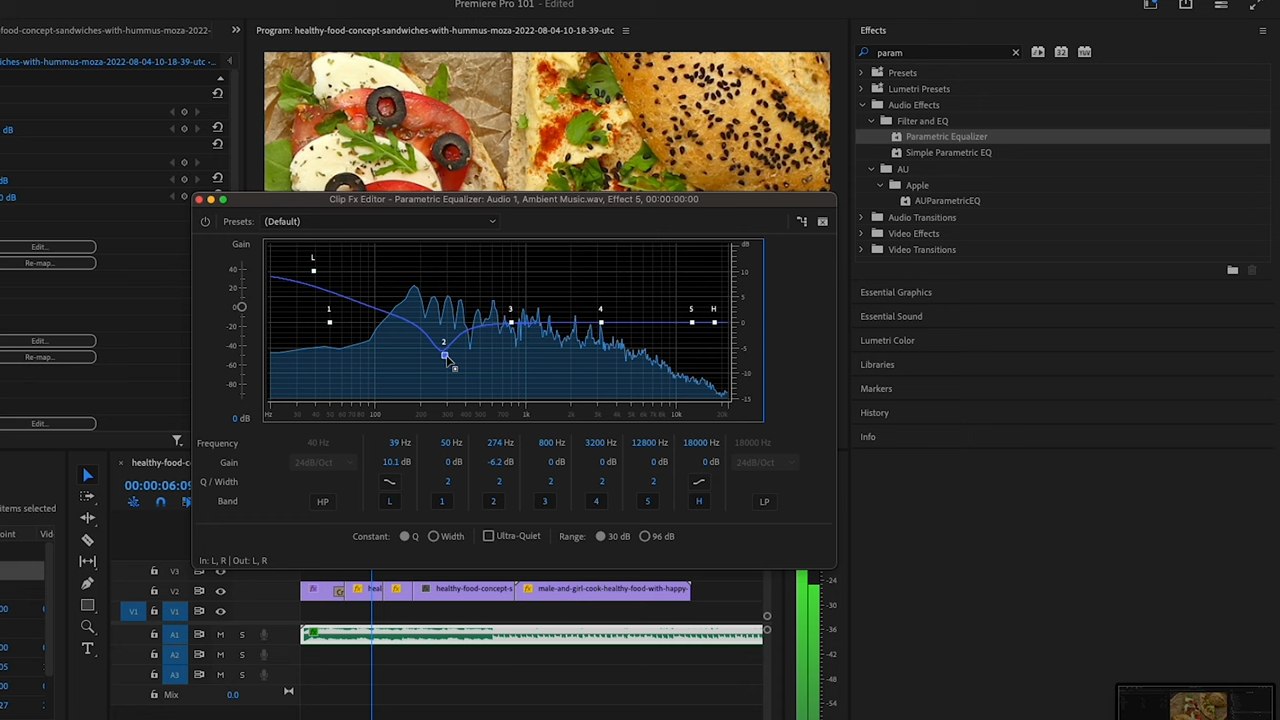 Premiere Pro 101 - Edited
-food-concept-sandwiches-with-hummus-moza-2022-
Program: healthy-food-concept-sandwiches-with-hummus-moza-2022-08-04-10-18-39-utc
Effects
ches-with-hummus-moza-2022-08-04-10-18-39-utc
param
Presets
Lumetri Presets
Audio Effects
Filter and EQ
Parametric Equalizer
Simple Parametric EQ
AU
Apple
AUParametricEQ
Audio Transitions
Video Effects
Video Transitions
Essential Graphics
Essential Sound
Lumetri Color
Libraries
Markers
History
Info
dB
dB
0 dB
Edit...
Re-map...
Edit...
Re-map...
Edit...
Clip Fx Editor - Parametric Equalizer: Audio 1, Ambient Music.wav, Effect 5, 00:00:00:00
Presets: (Default)
Gain
40
20
0
-20
-40
-60
-80
0 dB
L 1 2 3 4 5 H
dB
10
5
0
-5
-10
-15
Hz 30 40 50 100 200 300 400 500 700 1k 2k 3k 4k 5k 6k 7k 10k 20k
Frequency 40 Hz 39 Hz 50 Hz 274 Hz 800 Hz 3200 Hz 12800 Hz 18000 Hz 18000 Hz
Gain 24dB/Oct 10.1 dB 0 dB -6.2 dB 0 dB 0 dB 0 dB 0 dB 24dB/Oct
Q / Width 2 2 2 2 2
Band HP L 1 2 3 4 5 H LP
Constant: Q Width Ultra-Quiet Range: 30 dB 96 dB
In: L, R | Out: L, R
healthy-food-c
00:00:06:09
items selected
oint Vid
V3
V2
V1 V1
A1 M S
A2 M S
A3 M S
Mix 0.0
heal
healthy-food-concept-s
male-and-girl-cook-healthy-food-with-happy-
-24
-30
-36
-42
-48
-54